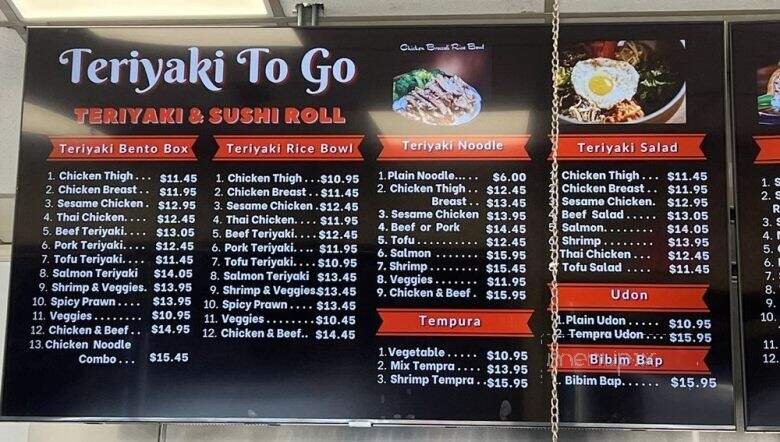 Teriyaki To Go
TERIYAKI & SUSHI ROLL
Chicken Broccoli Rice Bowl
Teriyaki Bento Box
1. Chicken Thigh . . . $11.45
2. Chicken Breast . . $11.95
3. Sesame Chicken . $12.95
4. Thai Chicken. . . . $12.45
5. Beef Teriyaki. . . . $13.05
6. Pork Teriyaki. . . . $12.45
7. Tofu Teriyaki. . . . $11.45
8. Salmon Teriyaki $14.05
9. Shrimp & Veggies. $13.95
10. Spicy Prawn . . . . $13.95
11. Veggies . . . . . . . . $10.95
12. Chicken & Beef . . $14.95
13. Chicken Noodle
Combo . . . $15.45
Teriyaki Rice Bowl
1. Chicken Thigh . . .$10.95
2. Chicken Breast . . $11.45
3. Sesame Chicken .$12.45
4. Thai Chicken. . . . $11.95
5. Beef Teriyaki. . . . $12.45
6. Pork Teriyaki. . . . $11.95
7. Tofu Teriyaki. . . . $10.95
8. Salmon Teriyaki $13.45
9. Shrimp & Veggies$13.45
10. Spicy Prawn . . . . $13.45
11. Veggies . . . . . . . . $10.45
12. Chicken & Beef. . $14.45
Teriyaki Noodle
1. Plain Noodle.... . $6.00
2. Chicken Thigh . . $12.45
Breast . . $13.45
3. Sesame Chicken $13.95
4. Beef or Pork $14.45
5. Tofu . . . . . . . . . . $12.45
6. Salmon . . . . . . . $15.95
7. Shrimp . . . . . . . . $15.45
8. Veggies . . . . . . . $11.95
9. Chicken & Beef . $15.95
Tempura
1. Vegetable . . . . . $10.95
2. Mix Tempra . . . . $13.95
3. Shrimp Tempra . .$15.95
Teriyaki Salad
Chicken Thigh . . . $11.45
Chicken Breast . . $11.95
Sesame Chicken. $12.95
Beef Salad . . . . . $13.05
Salmon. . . . . . . . $14.05
Shrimp . . . . . . . . $13.95
Thai Chicken . . . $12.45
Tofu Salad . . . . $11.45
Udon
1. Plain Udon . . . . . $10.95
2. Tempra Udon . . . $15.95
Bibim Bap
1. Bibim Bap. . . . . . $15.95